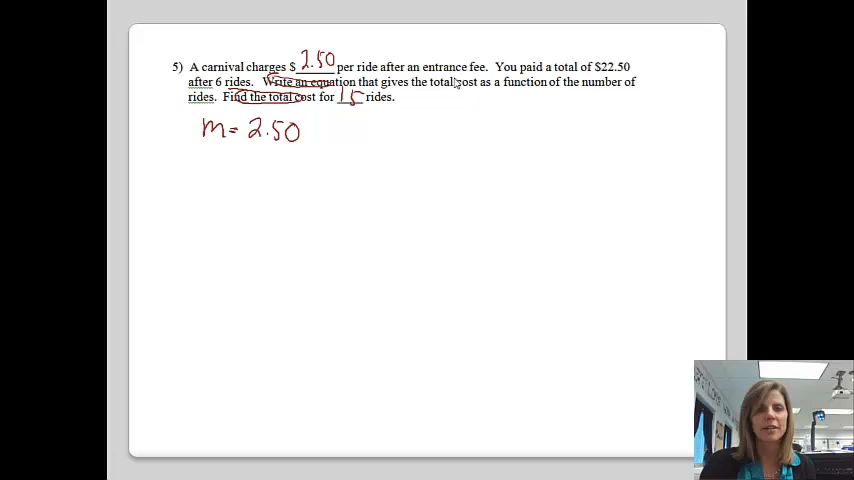 5) A carnival charges $ 2.50 per ride after an entrance fee. You paid a total of $22.50
after 6 rides. Write an equation that gives the total cost as a function of the number of
rides. Find the total cost for 15 rides.
m = 2.50